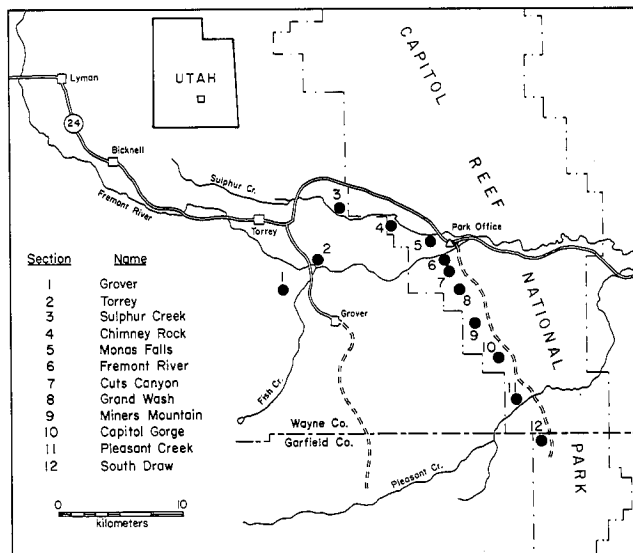 CAPITOL
REEF
NATIONAL
PARK
UTAH
Lyman
24
Bicknell
Sulphur Cr.
Fremont River
Torrey
Park Office
Grover
Fish Cr.
Wayne Co.
Garfield Co.
Pleasant Cr.
1
2
3
4
5
6
7
8
9
10
11
12
Section Name
1 Grover
2 Torrey
3 Sulphur Creek
4 Chimney Rock
5 Monas Falls
6 Fremont River
7 Cuts Canyon
8 Grand Wash
9 Miners Mountain
10 Capitol Gorge
11 Pleasant Creek
12 South Draw
0 10
kilometers